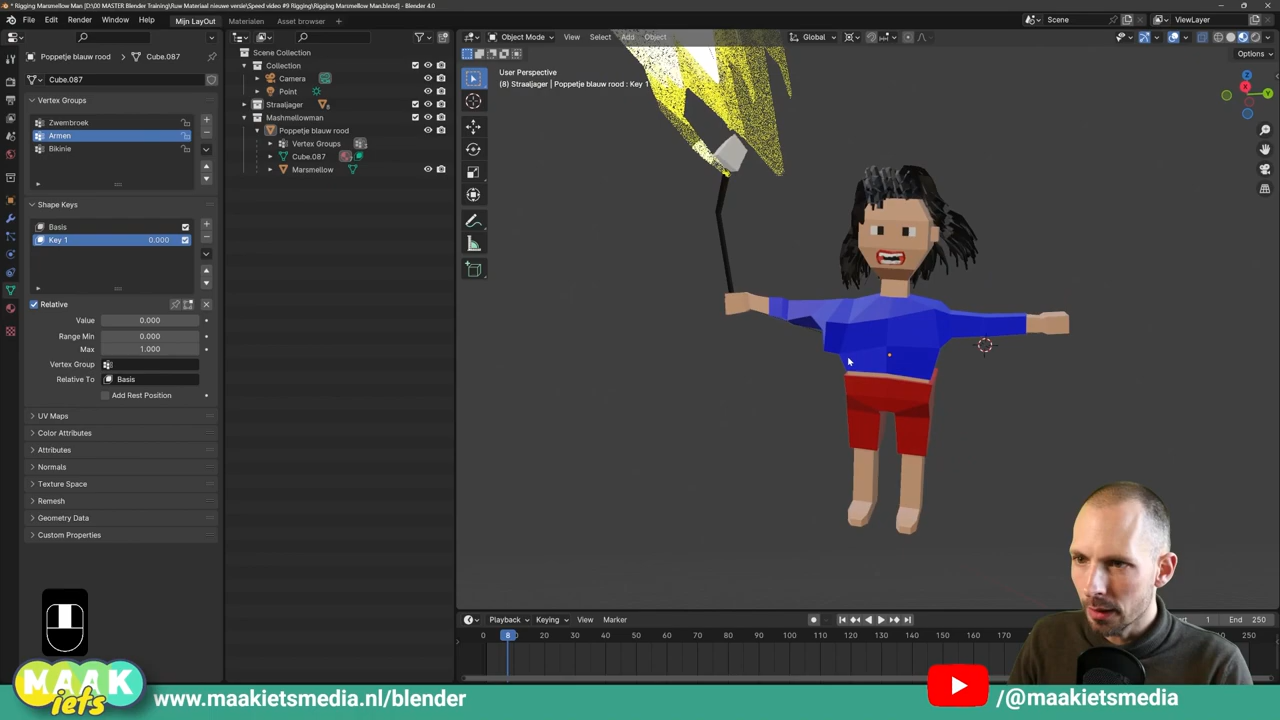 * Rigging Marsmellow Man [D:\00 MASTER Blender Training\Ruw Materiaal nieuwe versie\Speed video #9 Rigging\Rigging Marsmellow Man.blend] - Blender 4.0
File Edit Render Window Help Mijn LayOut Materialen Asset browser + Scene ViewLayer
Object Mode View Select Add Object Global Options
Poppetje blauw rood > Cube.087
Cube.087
Vertex Groups
Zwembroek
Armen
Bikinie
Shape Keys
Basis
Key 1 0.000
Relative
Value 0.000
Range Min 0.000
Max 1.000
Vertex Group
Relative To Basis
Add Rest Position
UV Maps
Color Attributes
Attributes
Normals
Texture Space
Remesh
Geometry Data
Custom Properties
Scene Collection
Collection
Camera
Point
Straaljager
Mashmellowman
Poppetje blauw rood
Vertex Groups
Cube.087
Marsmellow
User Perspective
(8) Straaljager | Poppetje blauw rood : Key 1
Playback Keying View Marker 1 End 250
0 8 10 20 30 40 50 60 70 80 90 100 110 120 130 140 150 160 170 250
MAAK
iets
www.maakietsmedia.nl/blender
/@maakietsmedia